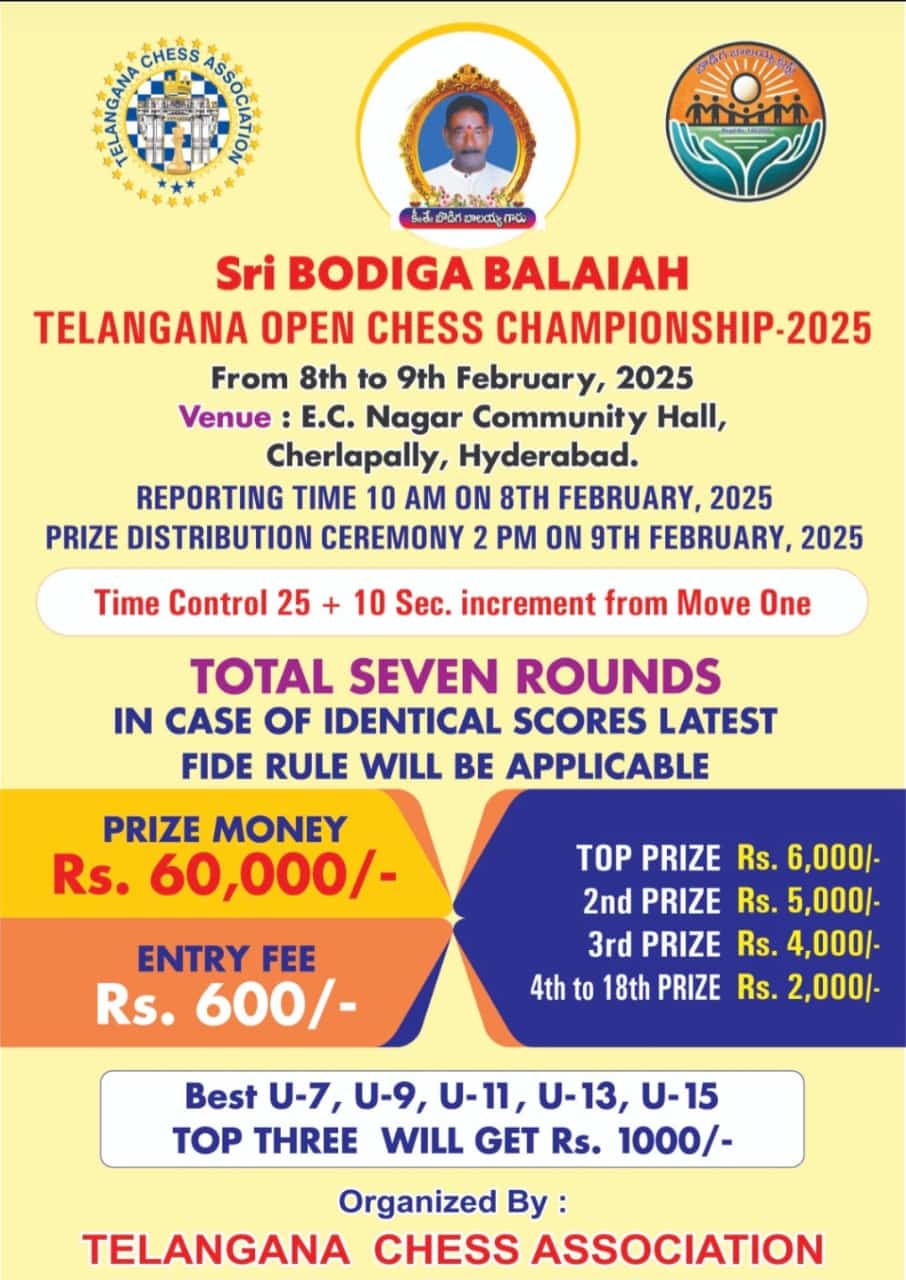 TELANGANA CHESS ASSOCIATION
కీ॥శే॥ బొడిగ బాలయ్య గారు
Sri BODIGA BALAIAH
TELANGANA OPEN CHESS CHAMPIONSHIP-2025
From 8th to 9th February, 2025
Venue : E.C. Nagar Community Hall,
Cherlapally, Hyderabad.
REPORTING TIME 10 AM ON 8TH FEBRUARY, 2025
PRIZE DISTRIBUTION CEREMONY 2 PM ON 9TH FEBRUARY, 2025
Time Control 25 + 10 Sec. increment from Move One
TOTAL SEVEN ROUNDS
IN CASE OF IDENTICAL SCORES LATEST
FIDE RULE WILL BE APPLICABLE
PRIZE MONEY
Rs. 60,000/-
ENTRY FEE
Rs. 600/-
TOP PRIZE Rs. 6,000/-
2nd PRIZE Rs. 5,000/-
3rd PRIZE Rs. 4,000/-
4th to 18th PRIZE Rs. 2,000/-
Best U-7, U-9, U-11, U-13, U-15
TOP THREE WILL GET Rs. 1000/-
Organized By :
TELANGANA CHESS ASSOCIATION